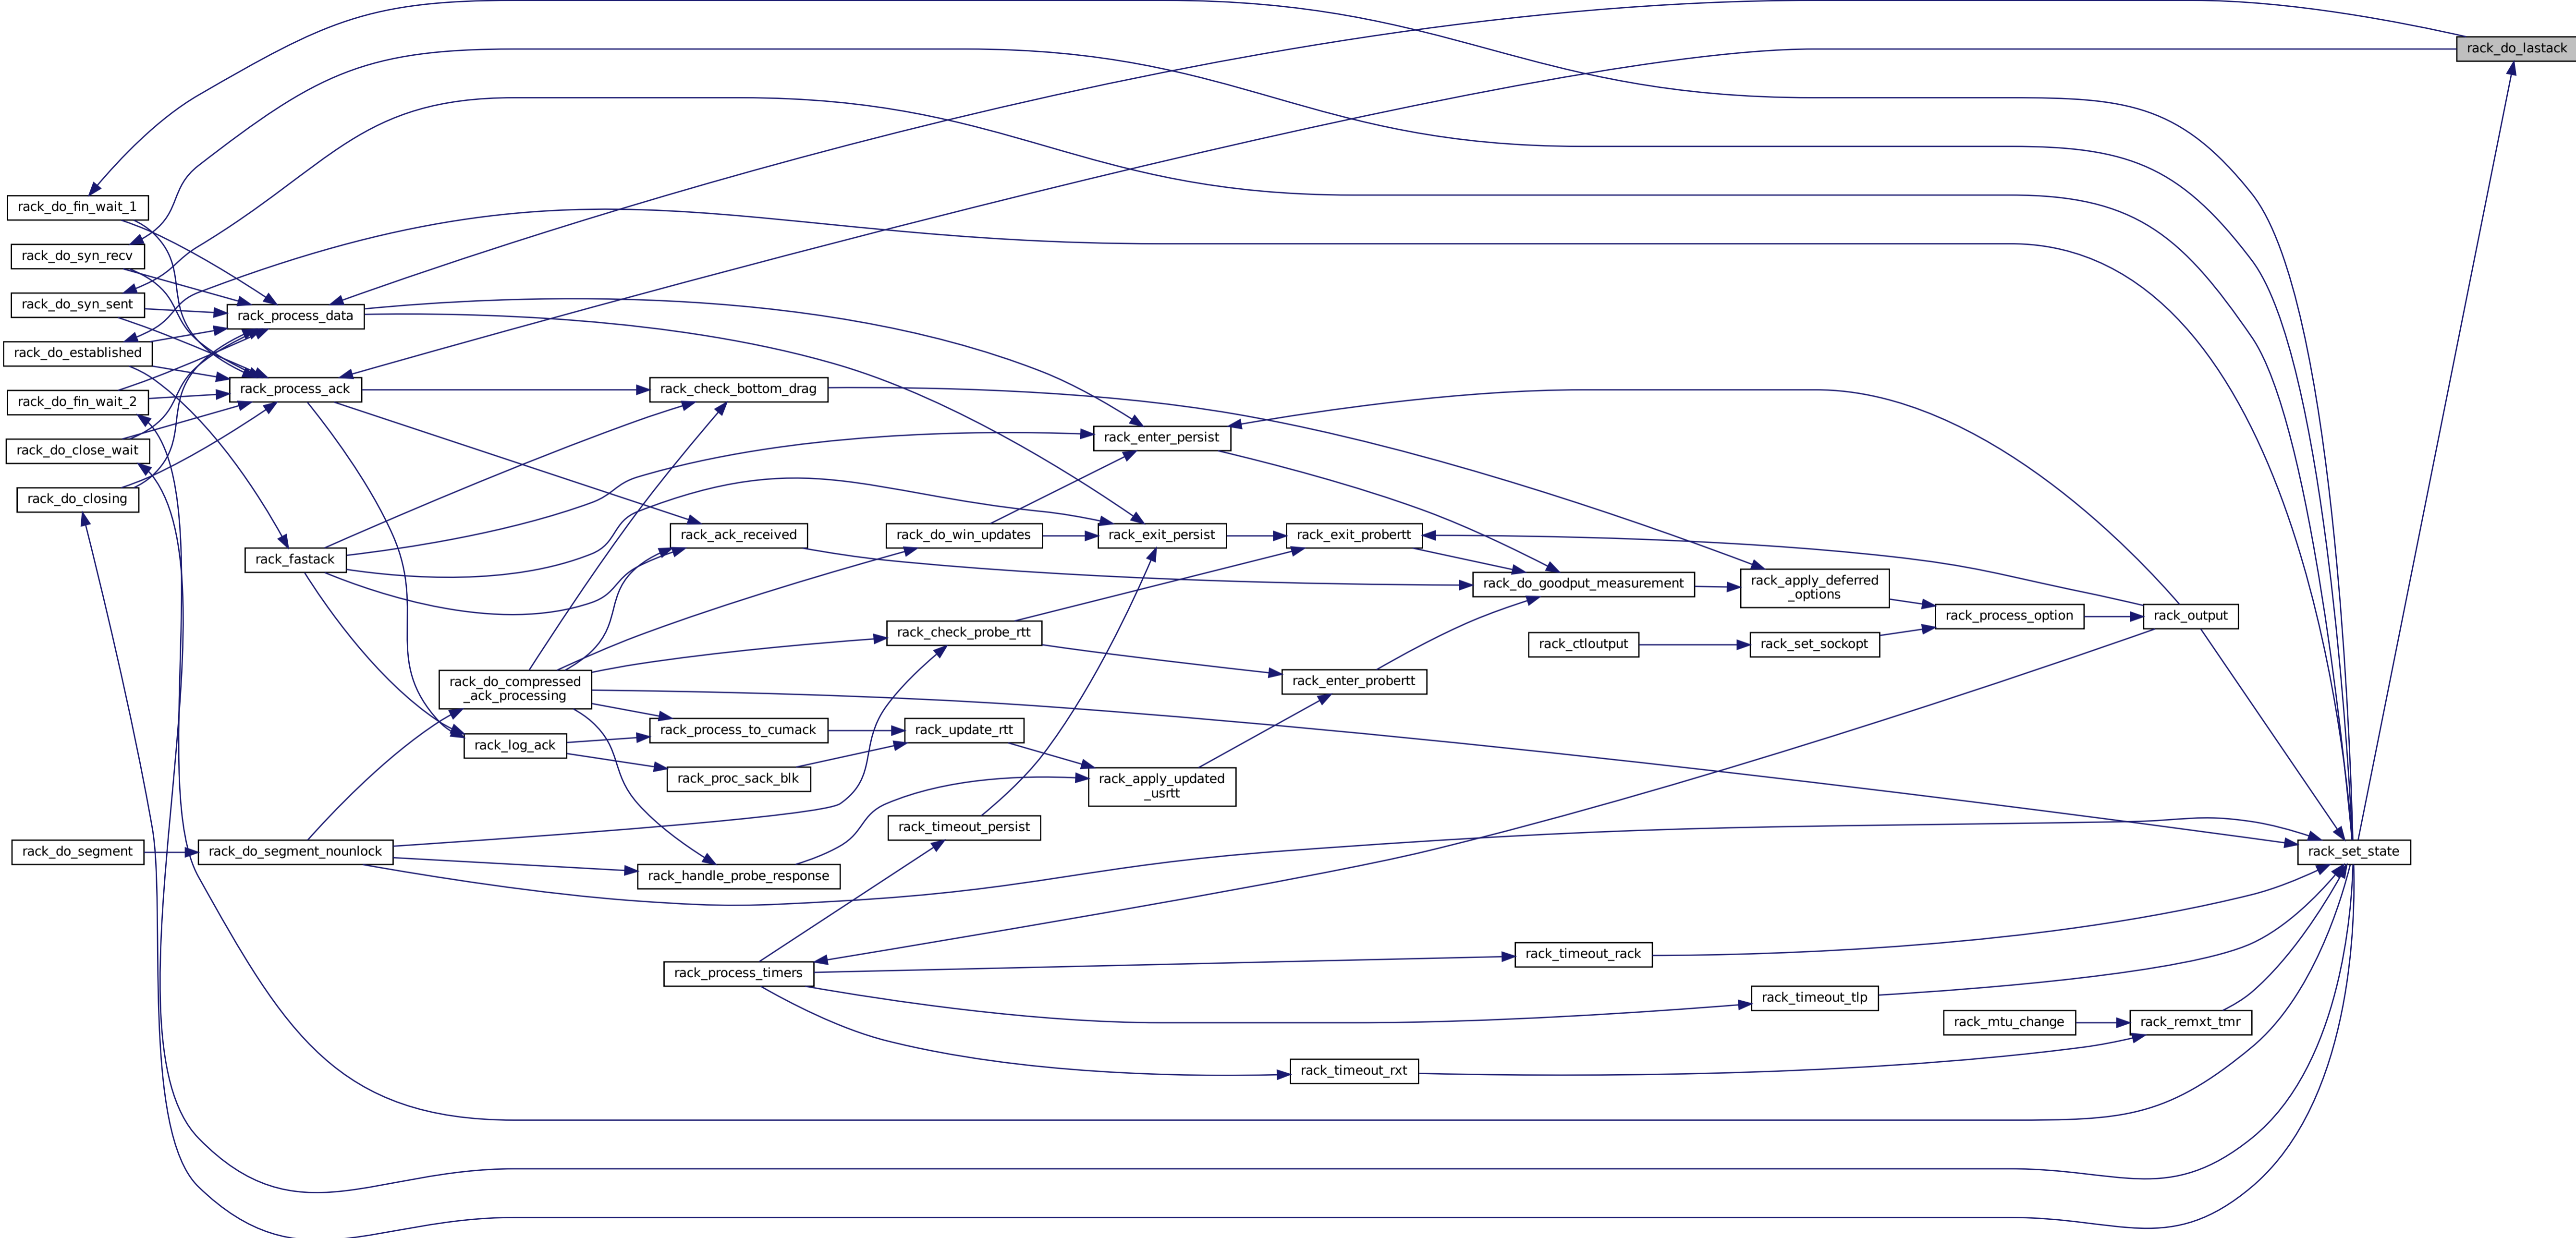 rack_do_lastack
rack_do_fin_wait_1
rack_do_syn_recv
rack_do_syn_sent
rack_process_data
rack_do_established
rack_process_ack
rack_check_bottom_drag
rack_do_fin_wait_2
rack_enter_persist
rack_do_close_wait
rack_do_closing
rack_ack_received
rack_do_win_updates
rack_exit_persist
rack_exit_probertt
rack_fastack
rack_do_goodput_measurement
rack_apply_deferred
_options
rack_process_option
rack_output
rack_check_probe_rtt
rack_ctloutput
rack_set_sockopt
rack_do_compressed
_ack_processing
rack_enter_probertt
rack_process_to_cumack
rack_update_rtt
rack_log_ack
rack_proc_sack_blk
rack_apply_updated
_usrtt
rack_timeout_persist
rack_do_segment
rack_do_segment_nounlock
rack_set_state
rack_handle_probe_response
rack_timeout_rack
rack_process_timers
rack_timeout_tlp
rack_mtu_change
rack_remxt_tmr
rack_timeout_rxt